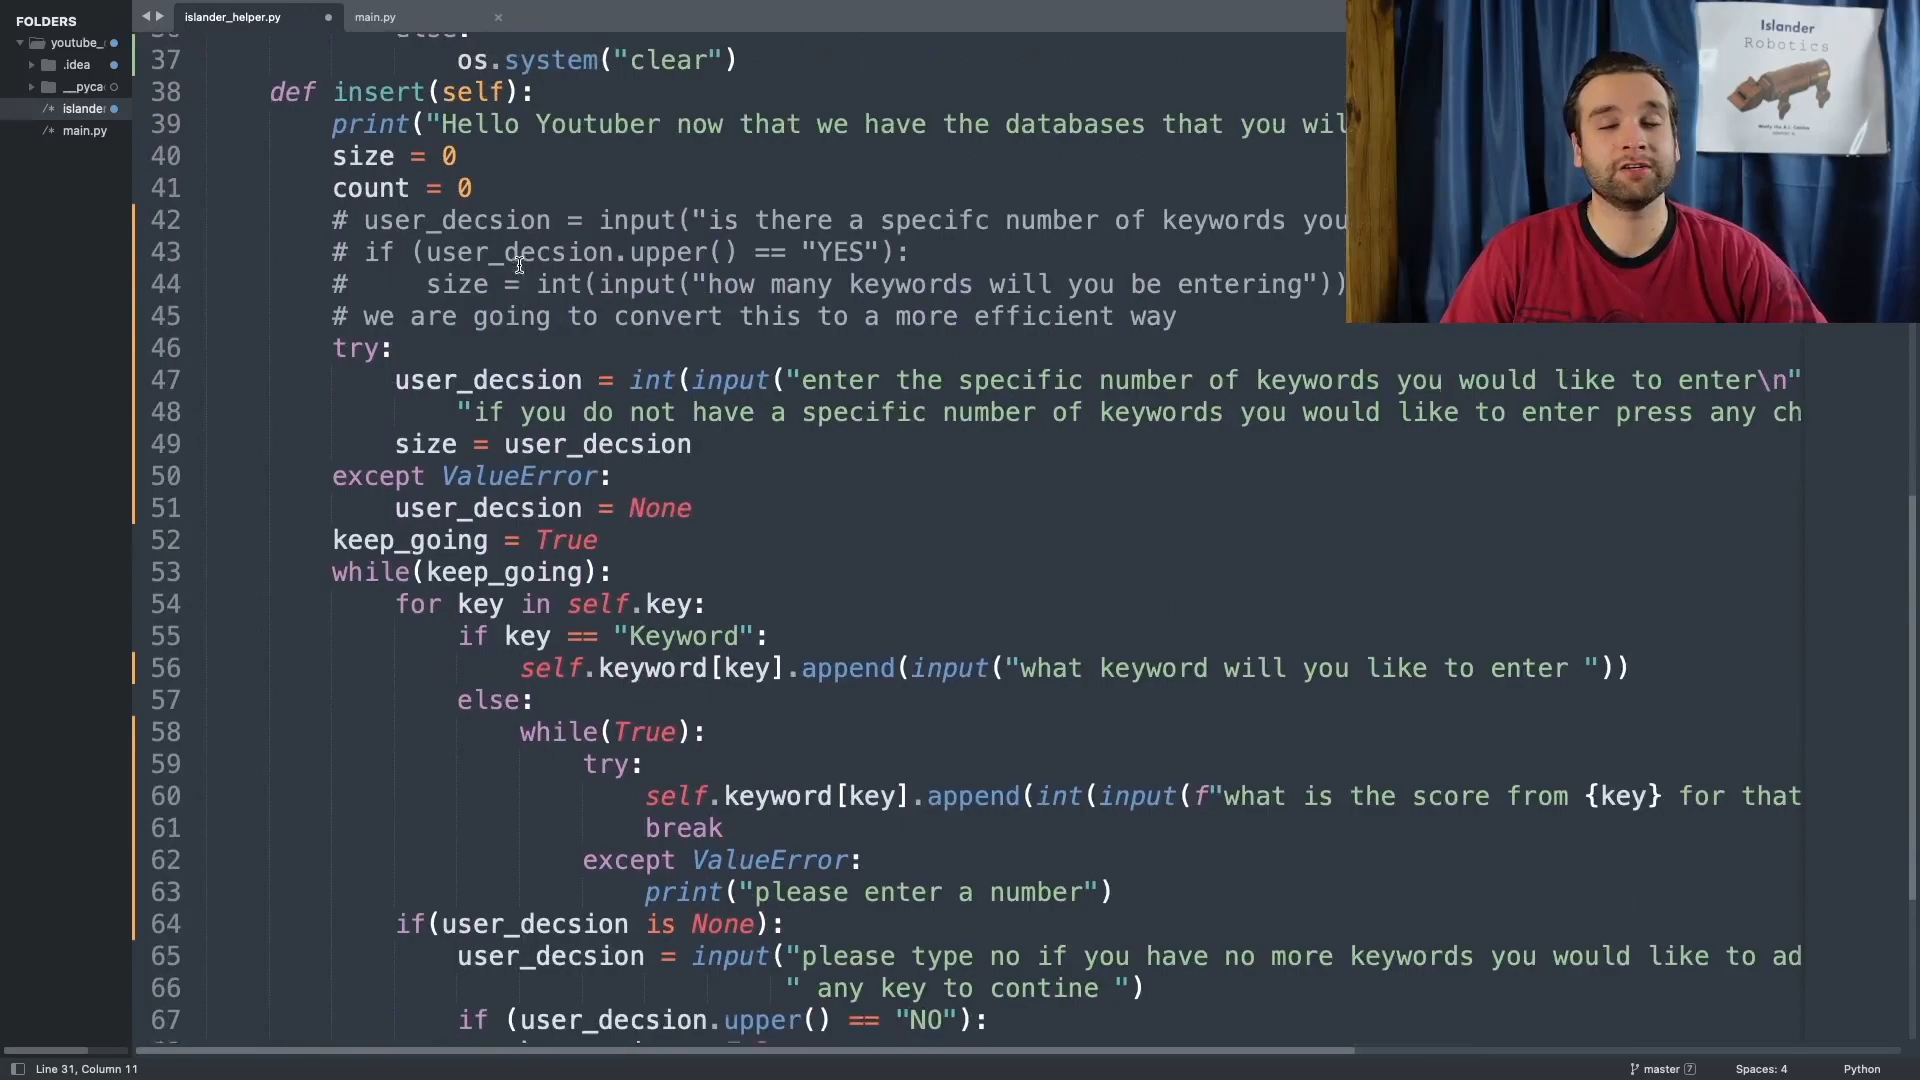 FOLDERS
youtube_
.idea
__pyca
/* islande
/* main.py
islander_helper.py
main.py
37 os.system("clear")
38 def insert(self):
39 print("Hello Youtuber now that we have the databases that you wil
40 size = 0
41 count = 0
42 # user_decsion = input("is there a specifc number of keywords you
43 # if (user_decsion.upper() == "YES"):
44 # size = int(input("how many keywords will you be entering"))
45 # we are going to convert this to a more efficient way
46 try:
47 user_decsion = int(input("enter the specific number of keywords you would like to enter\n"
48 "if you do not have a specific number of keywords you would like to enter press any ch
49 size = user_decsion
50 except ValueError:
51 user_decsion = None
52 keep_going = True
53 while(keep_going):
54 for key in self.key:
55 if key == "Keyword":
56 self.keyword[key].append(input("what keyword will you like to enter "))
57 else:
58 while(True):
59 try:
60 self.keyword[key].append(int(input(f"what is the score from {key} for that
61 break
62 except ValueError:
63 print("please enter a number")
64 if(user_decsion is None):
65 user_decsion = input("please type no if you have no more keywords you would like to ad
66 " any key to contine ")
67 if (user_decsion.upper() == "NO"):
Islander
Robotics
Line 31, Column 11
master 7
Spaces: 4
Python